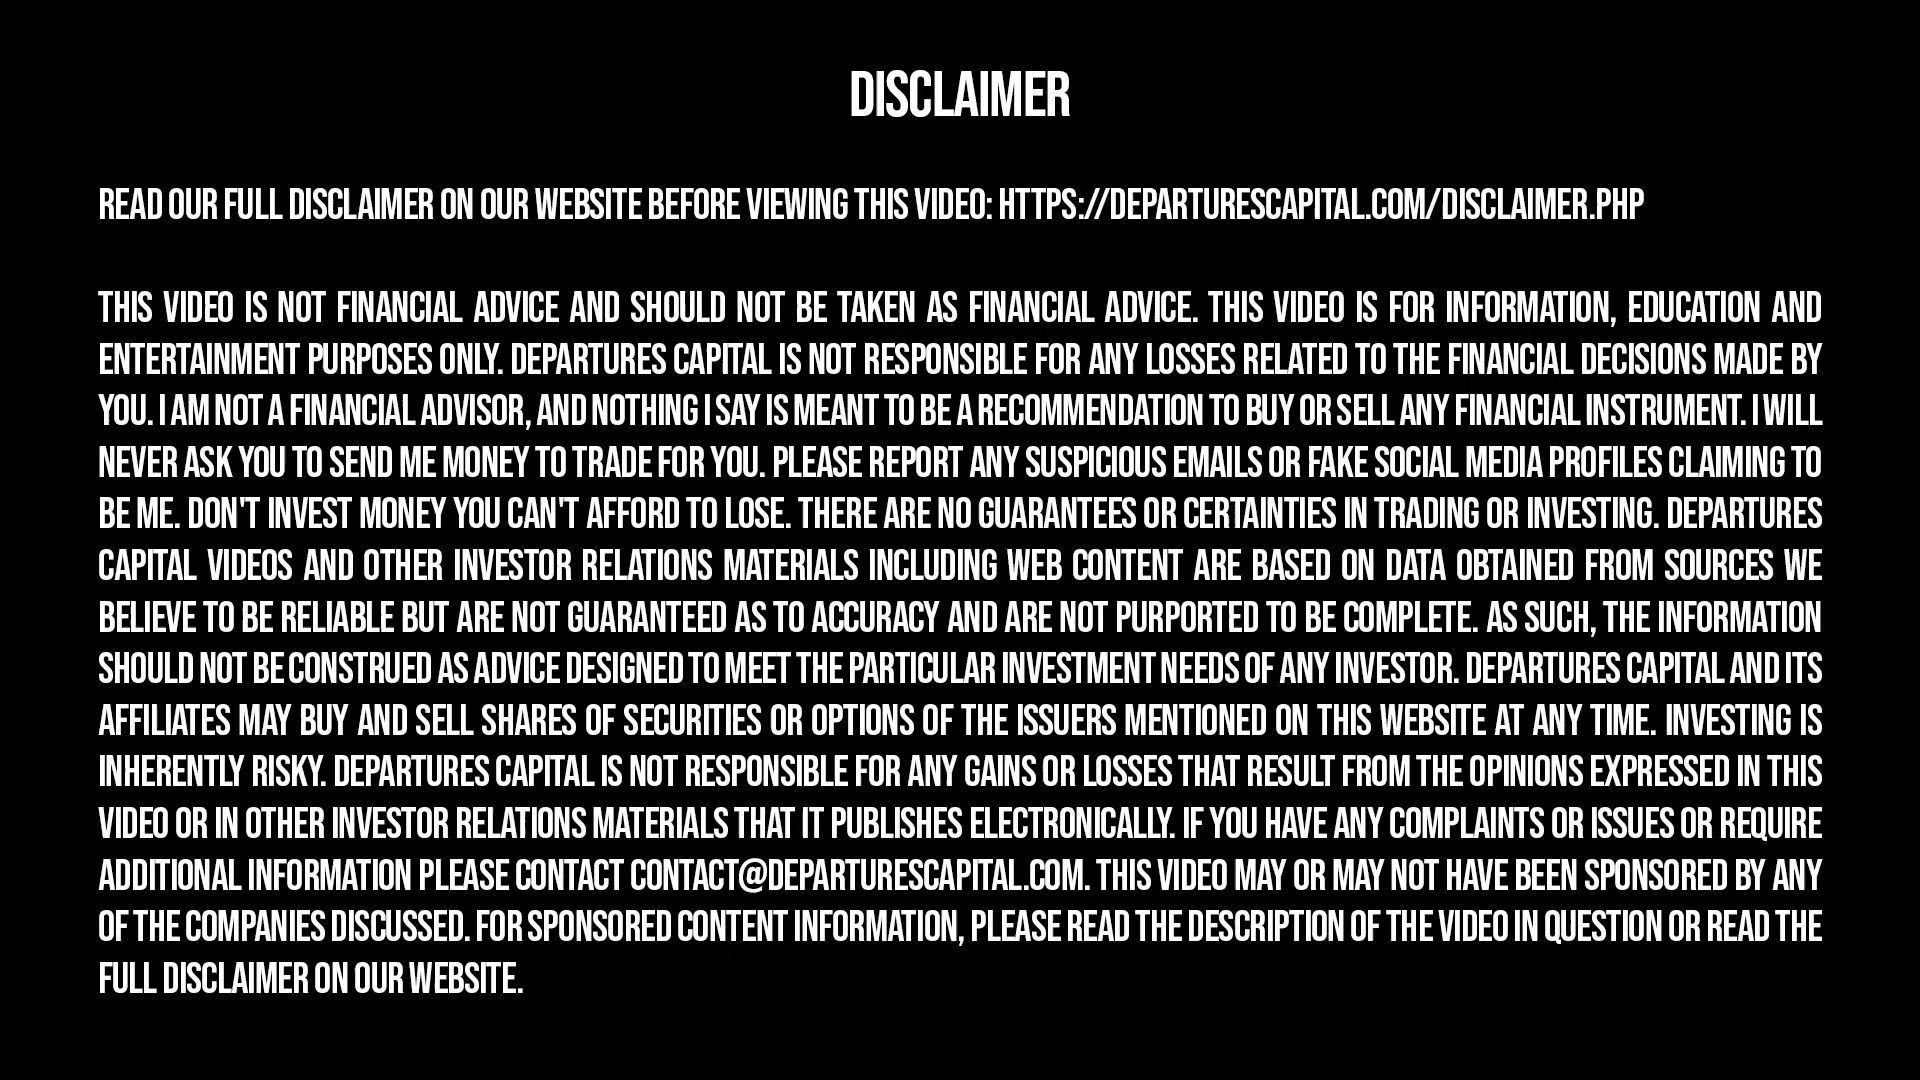 DISCLAIMER
READ OUR FULL DISCLAIMER ON OUR WEBSITE BEFORE VIEWING THIS VIDEO: HTTPS://DEPARTURESCAPITAL.COM/DISCLAIMER.PHP
THIS VIDEO IS NOT FINANCIAL ADVICE AND SHOULD NOT BE TAKEN AS FINANCIAL ADVICE. THIS VIDEO IS FOR INFORMATION, EDUCATION AND
ENTERTAINMENT PURPOSES ONLY. DEPARTURES CAPITAL IS NOT RESPONSIBLE FOR ANY LOSSES RELATED TO THE FINANCIAL DECISIONS MADE BY
YOU. I AM NOT A FINANCIAL ADVISOR, AND NOTHING I SAY IS MEANT TO BE A RECOMMENDATION TO BUY OR SELL ANY FINANCIAL INSTRUMENT. I WILL
NEVER ASK YOU TO SEND ME MONEY TO TRADE FOR YOU. PLEASE REPORT ANY SUSPICIOUS EMAILS OR FAKE SOCIAL MEDIA PROFILES CLAIMING TO
BE ME. DON'T INVEST MONEY YOU CAN'T AFFORD TO LOSE. THERE ARE NO GUARANTEES OR CERTAINTIES IN TRADING OR INVESTING. DEPARTURES
CAPITAL VIDEOS AND OTHER INVESTOR RELATIONS MATERIALS INCLUDING WEB CONTENT ARE BASED ON DATA OBTAINED FROM SOURCES WE
BELIEVE TO BE RELIABLE BUT ARE NOT GUARANTEED AS TO ACCURACY AND ARE NOT PURPORTED TO BE COMPLETE. AS SUCH, THE INFORMATION
SHOULD NOT BE CONSTRUED AS ADVICE DESIGNED TO MEET THE PARTICULAR INVESTMENT NEEDS OF ANY INVESTOR. DEPARTURES CAPITAL AND ITS
AFFILIATES MAY BUY AND SELL SHARES OF SECURITIES OR OPTIONS OF THE ISSUERS MENTIONED ON THIS WEBSITE AT ANY TIME. INVESTING IS
INHERENTLY RISKY. DEPARTURES CAPITAL IS NOT RESPONSIBLE FOR ANY GAINS OR LOSSES THAT RESULT FROM THE OPINIONS EXPRESSED IN THIS
VIDEO OR IN OTHER INVESTOR RELATIONS MATERIALS THAT IT PUBLISHES ELECTRONICALLY. IF YOU HAVE ANY COMPLAINTS OR ISSUES OR REQUIRE
ADDITIONAL INFORMATION PLEASE CONTACT CONTACT@DEPARTURESCAPITAL.COM. THIS VIDEO MAY OR MAY NOT HAVE BEEN SPONSORED BY ANY
OF THE COMPANIES DISCUSSED. FOR SPONSORED CONTENT INFORMATION, PLEASE READ THE DESCRIPTION OF THE VIDEO IN QUESTION OR READ THE
FULL DISCLAIMER ON OUR WEBSITE.